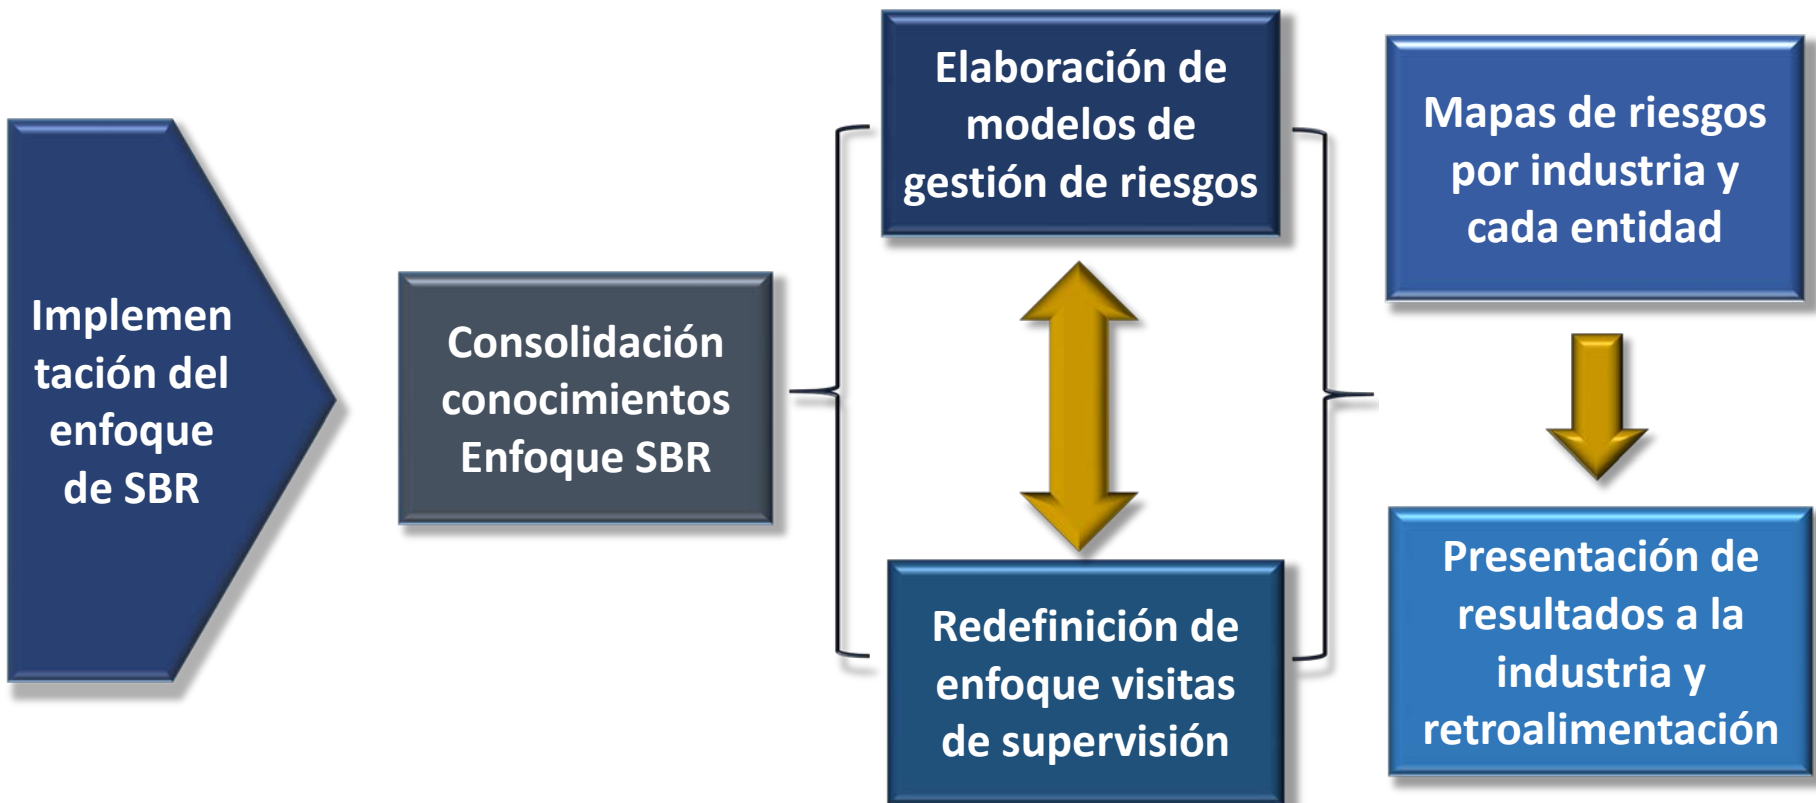 Implemen
tación del
enfoque
de SBR
Consolidación
conocimientos
Enfoque SBR
Elaboración de
modelos de
gestión de riesgos
Redefinición de
enfoque visitas
de supervisión
Mapas de riesgos
por industria y
cada entidad
Presentación de
resultados a la
industria y
retroalimentación